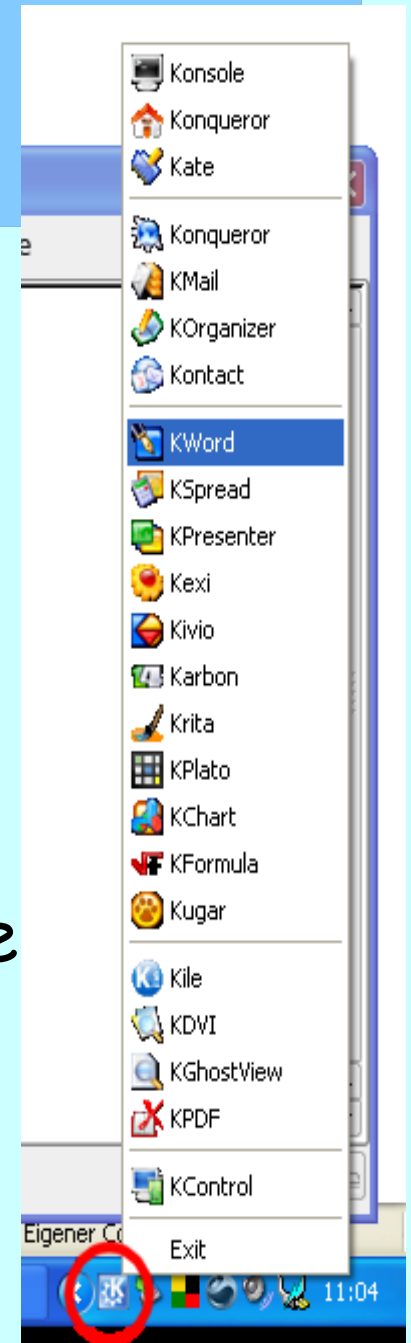 Konsole
Konqueror
Kate
e
Konqueror
KMail
KOrganizer
Kontact
KWord
KSpread
KPresenter
Kexi
Kivio
Karbon
Krita
KPlato
KChart
KFormula
Kugar
e
Kile
KDVI
KGhostView
KPDF
KControl
Eigener Co
Exit
11:04